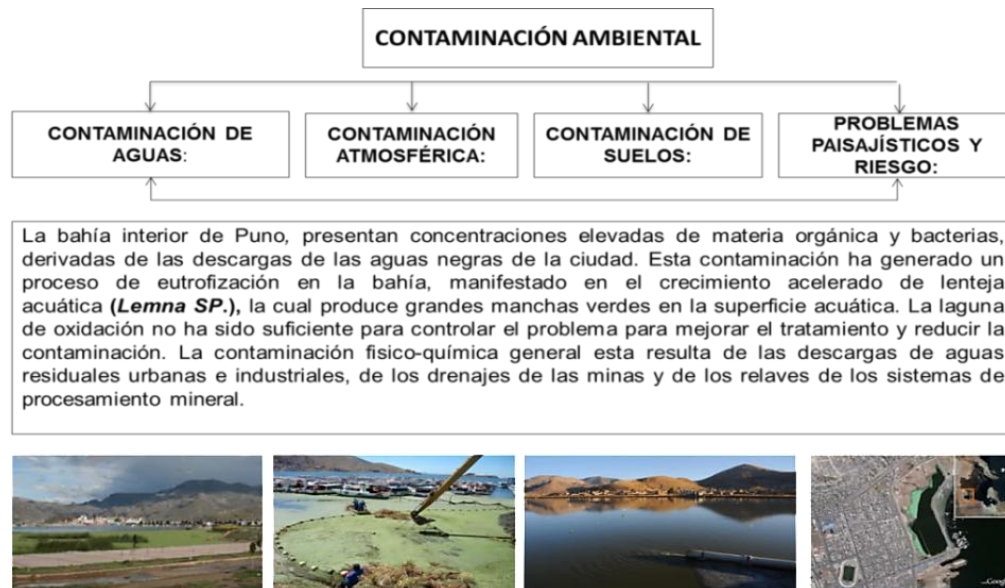 CONTAMINACIÓN AMBIENTAL
CONTAMINACIÓN DE
AGUAS:
CONTAMINACIÓN
ATMOSFÉRICA:
CONTAMINACIÓN DE
SUELOS:
PROBLEMAS
PAISAJÍSTICOS Y
RIESGO:
La bahía interior de Puno, presentan concentraciones elevadas de materia orgánica y bacterias,
derivadas de las descargas de las aguas negras de la ciudad. Esta contaminación ha generado un
proceso de eutrofización en la bahía, manifestado en el crecimiento acelerado de lenteja
acuática (Lemna SP.), la cual produce grandes manchas verdes en la superficie acuática. La laguna
de oxidación no ha sido suficiente para controlar el problema para mejorar el tratamiento y reducir la
contaminación. La contaminación fisico-química general esta resulta de las descargas de aguas
residuales urbanas e industriales, de los drenajes de las minas y de los relaves de los sistemas de
procesamiento mineral.